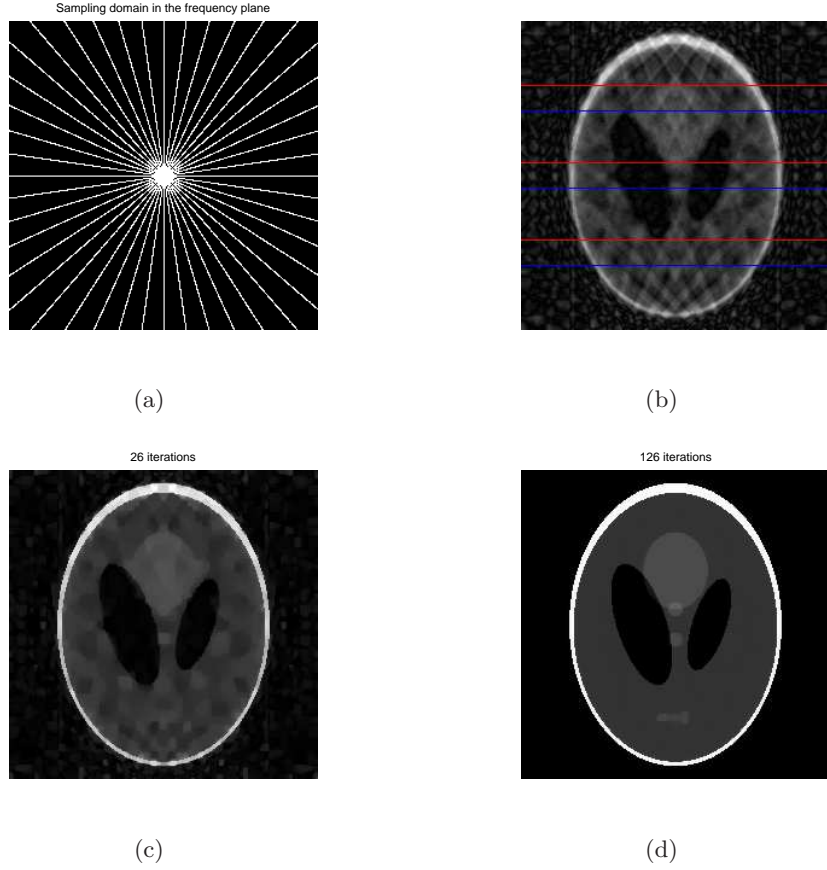 Sampling domain in the frequency plane
(a)
(b)
26 iterations
126 iterations
(c)
(d)